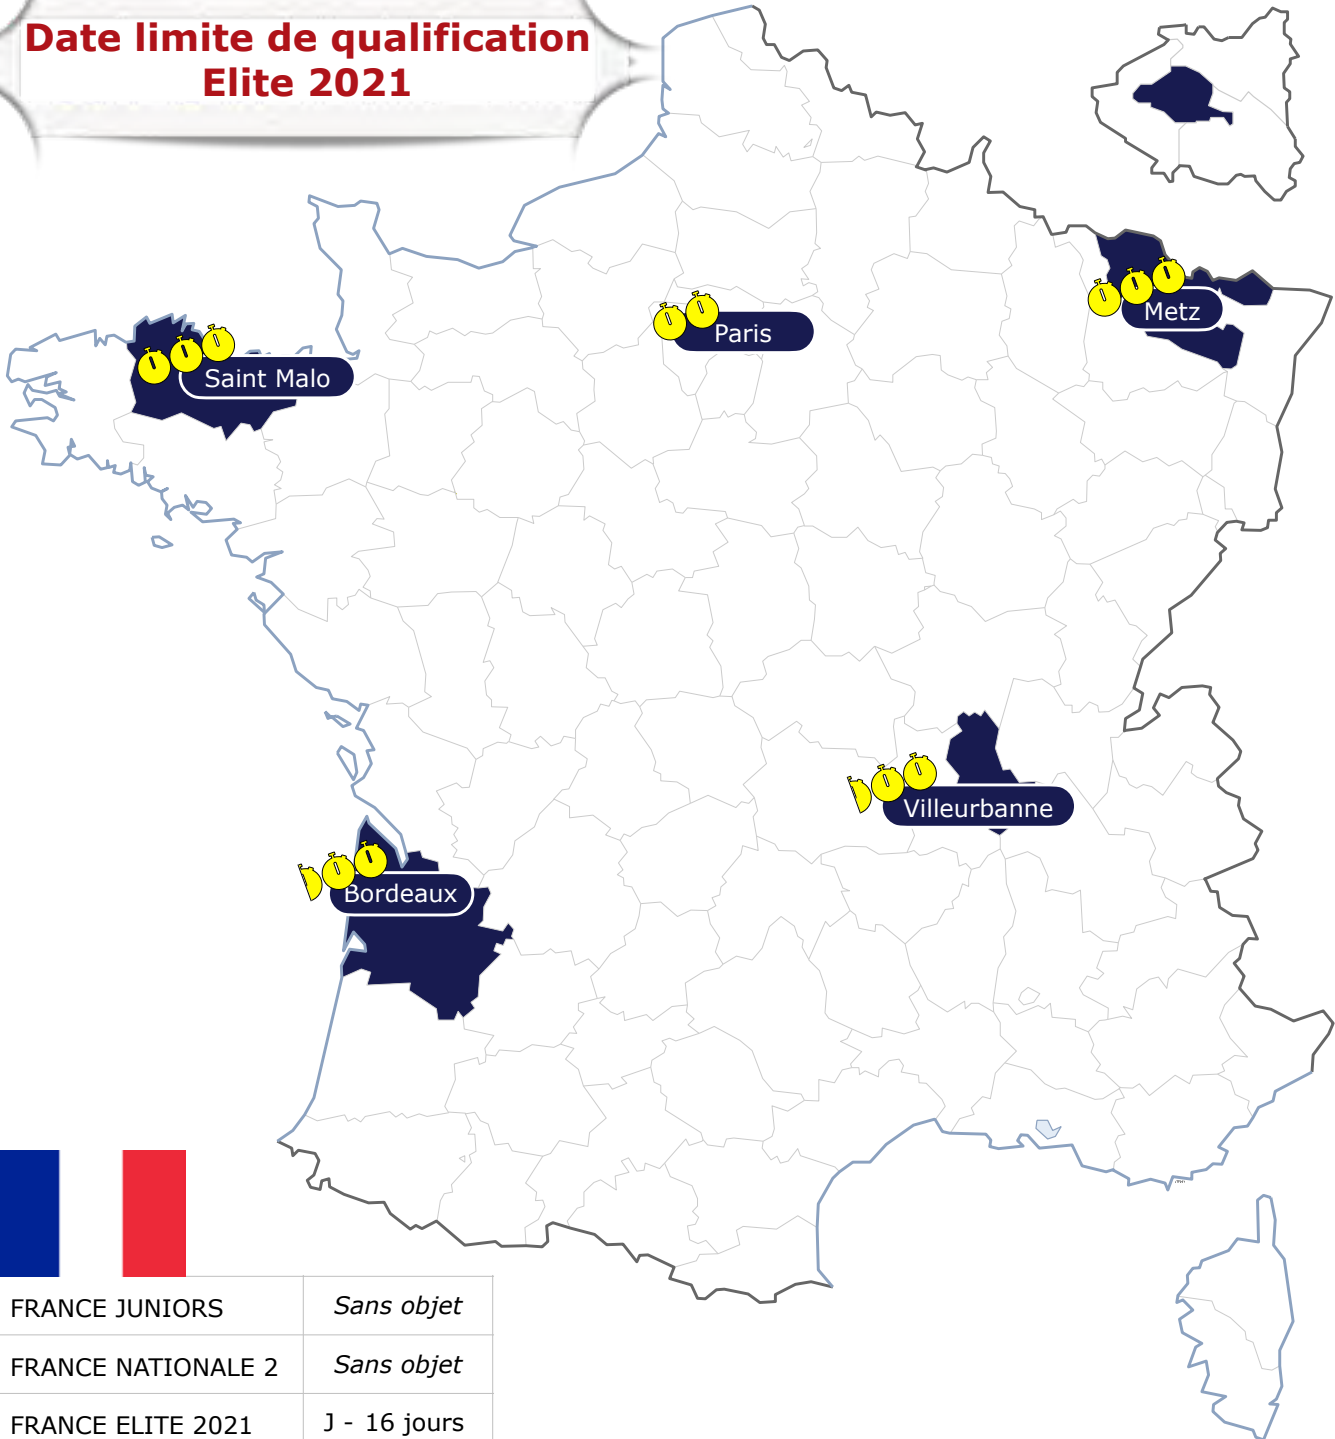 Date limite de qualification
Elite 2021
Metz
Paris
Saint Malo
Villeurbanne
Bordeaux
FRANCE JUNIORS Sans objet
FRANCE NATIONALE 2 Sans objet
FRANCE ELITE 2021 J - 16 jours